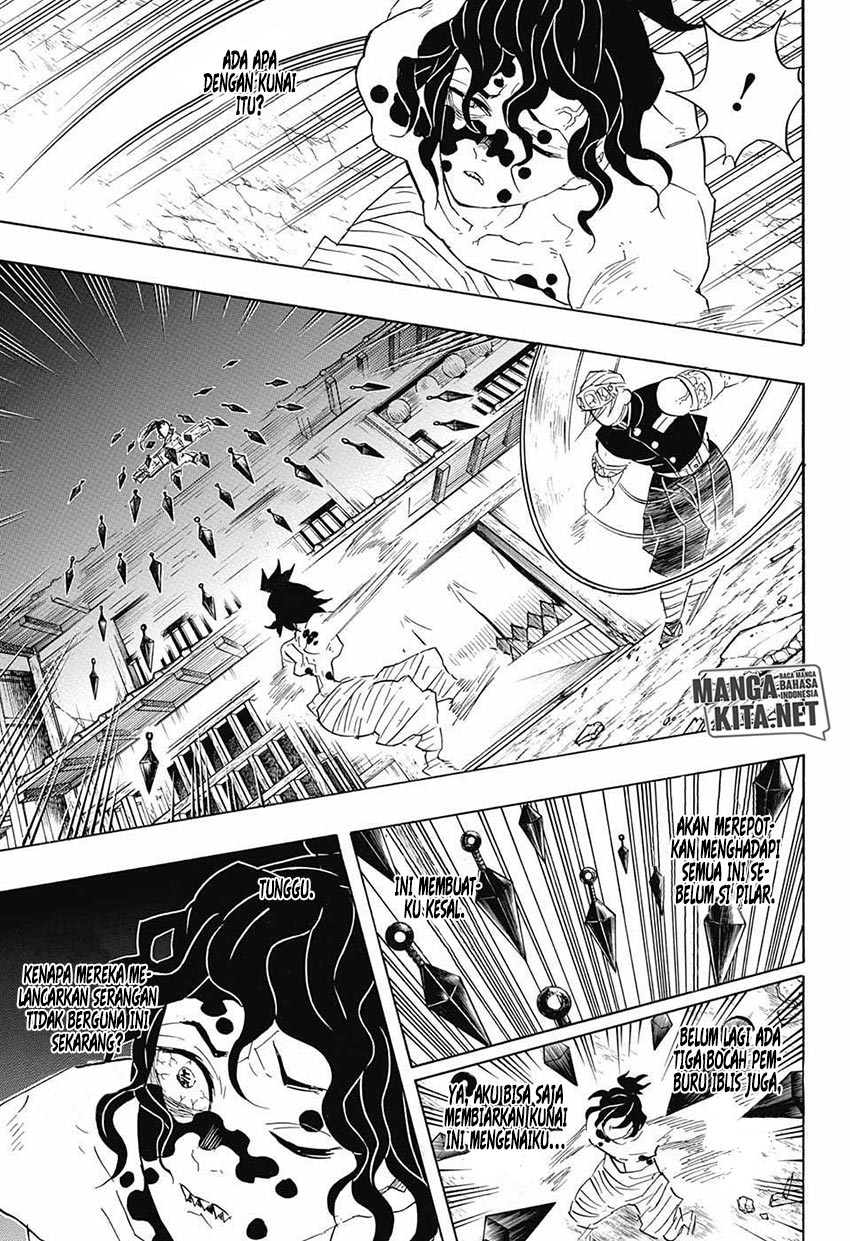 ADA APA
DENGAN KUNAI
ITU?
!
MANGA
BACA MANGA
BAHASA
INDONESIA
KITA.NET
AKAN MEREPOT-
KAN MENGHADAPI
SEMUA INI SE-
BELUM SI PILAR.
INI MEMBUAT-
KU KESAL.
BELUM LAGI ADA
TIGA BOCAH PEM-
BURU IBLIS JUGA,
YA, AKU BISA SAJA
MEMBIARKAN KUNAI
INI MENGENAIKU...
TUNGGU.
KENAPA MEREKA ME-
LANCARKAN SERANGAN
TIDAK BERGUNA INI
SEKARANG?